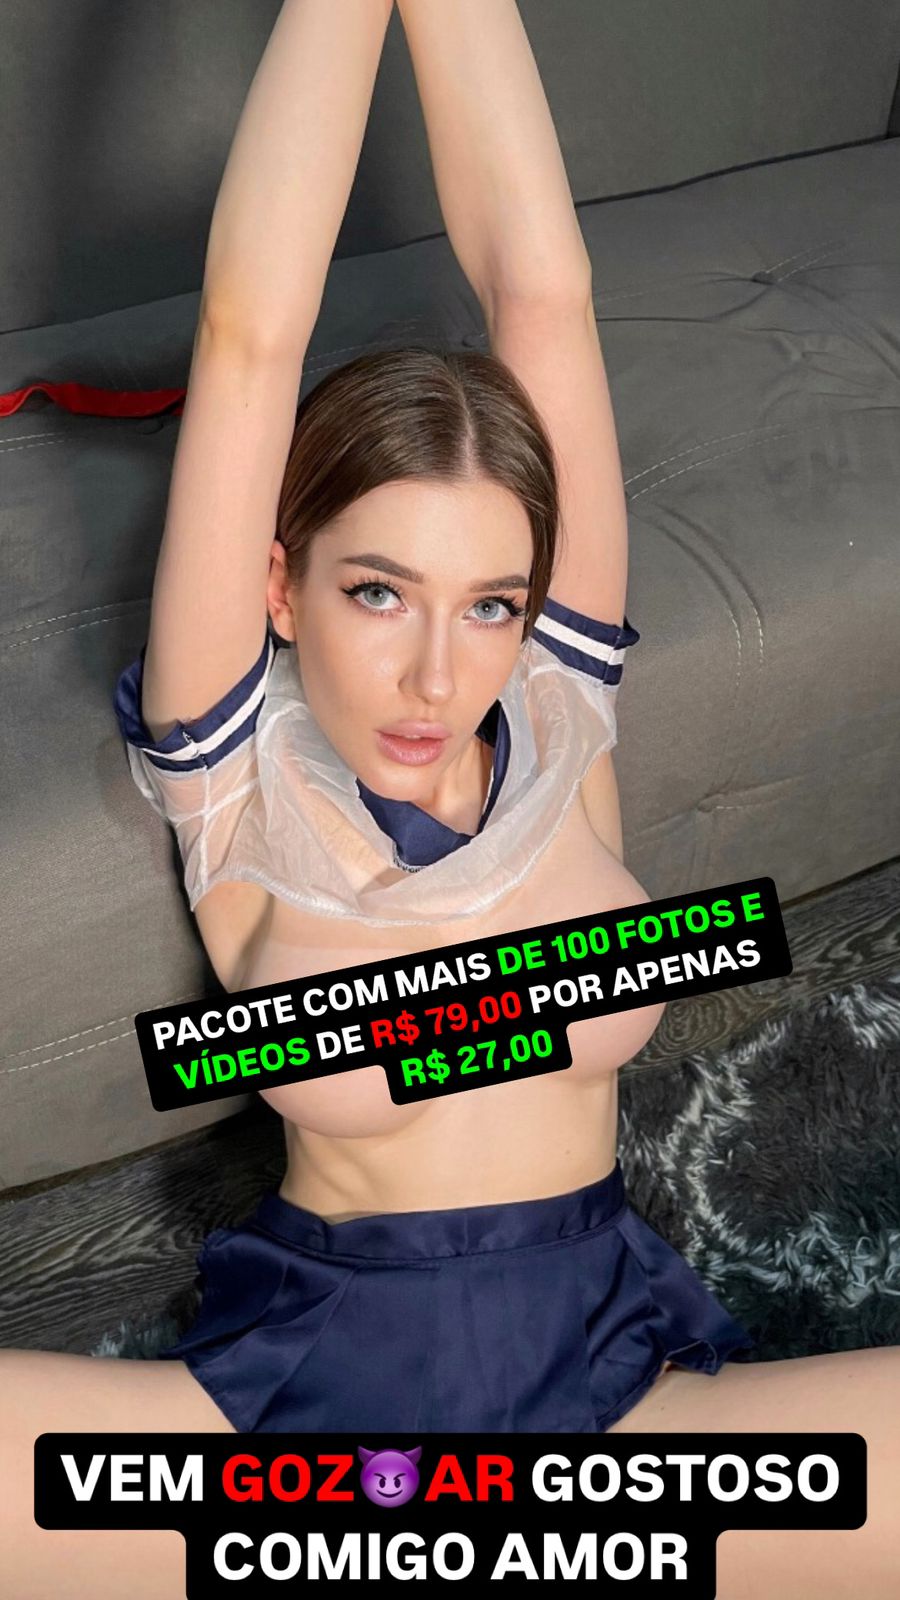 PACOTE COM MAIS DE 100 FOTOS E
VÍDEOS DE R$ 79,00 POR APENAS
R$ 27,00
VEM GOZ😈AR GOSTOSO
COMIGO AMOR